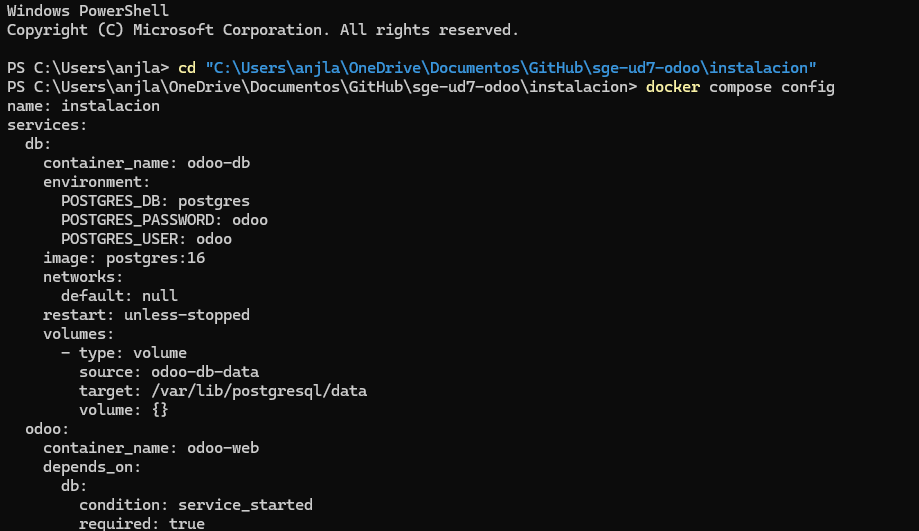 Windows PowerShell
Copyright (C) Microsoft Corporation. All rights reserved.
PS C:\Users\anjla> cd "C:\Users\anjla\OneDrive\Documentos\GitHub\sge-ud7-odoo\instalacion"
PS C:\Users\anjla\OneDrive\Documentos\GitHub\sge-ud7-odoo\instalacion> docker compose config
name: instalacion
services:
  db:
    container_name: odoo-db
    environment:
      POSTGRES_DB: postgres
      POSTGRES_PASSWORD: odoo
      POSTGRES_USER: odoo
    image: postgres:16
    networks:
      default: null
    restart: unless-stopped
    volumes:
      - type: volume
        source: odoo-db-data
        target: /var/lib/postgresql/data
        volume: {}
  odoo:
    container_name: odoo-web
    depends_on:
      db:
        condition: service_started
        required: true